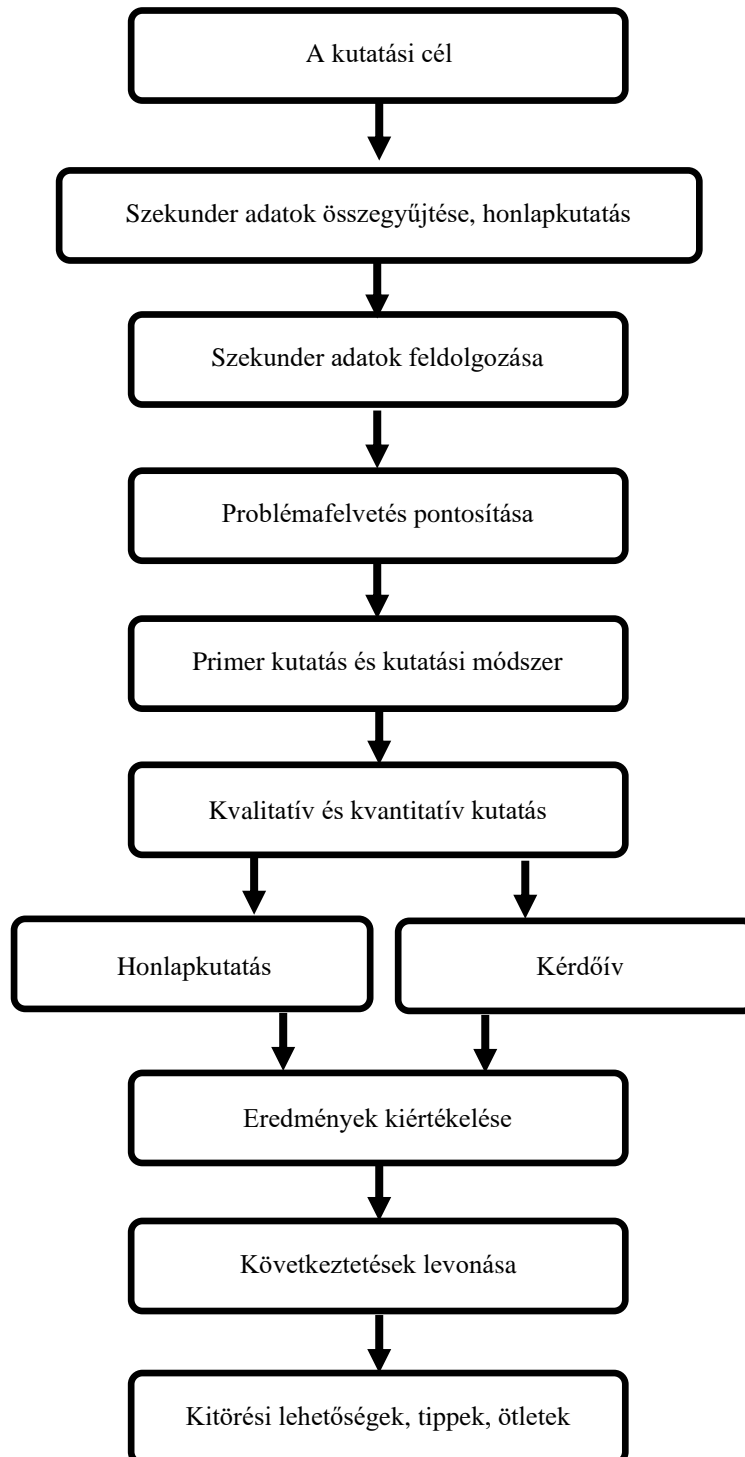 A kutatási cél
Szekunder adatok összegyűjtése, honlapkutatás
Szekunder adatok feldolgozása
Problémafelvetés pontosítása
Primer kutatás és kutatási módszer
Kvalitatív és kvantitatív kutatás
Honlapkutatás
Kérdőív
Eredmények kiértékelése
Következtetések levonása
Kitörési lehetőségek, tippek, ötletek